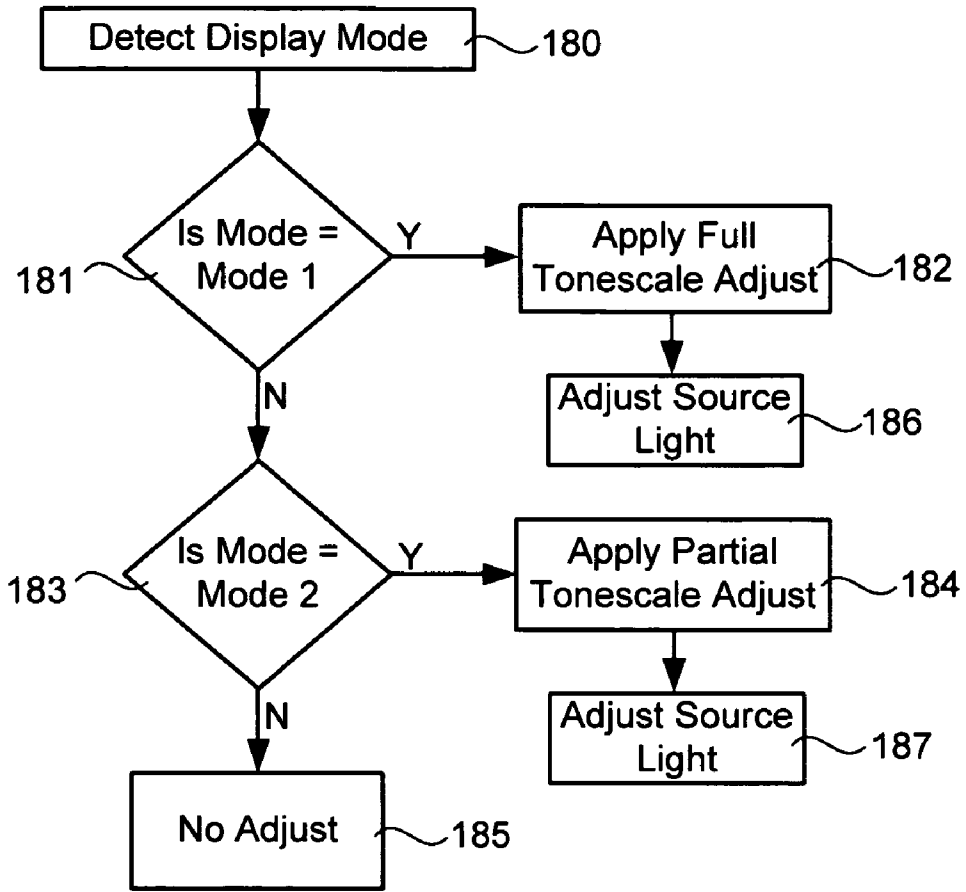 Detect Display Mode
180
Is Mode =
Mode 1
181
Y
Apply Full
Tonescale Adjust
182
N
Adjust Source
Light
186
Is Mode =
Mode 2
183
Y
Apply Partial
Tonescale Adjust
184
N
Adjust Source
Light
187
No Adjust
185